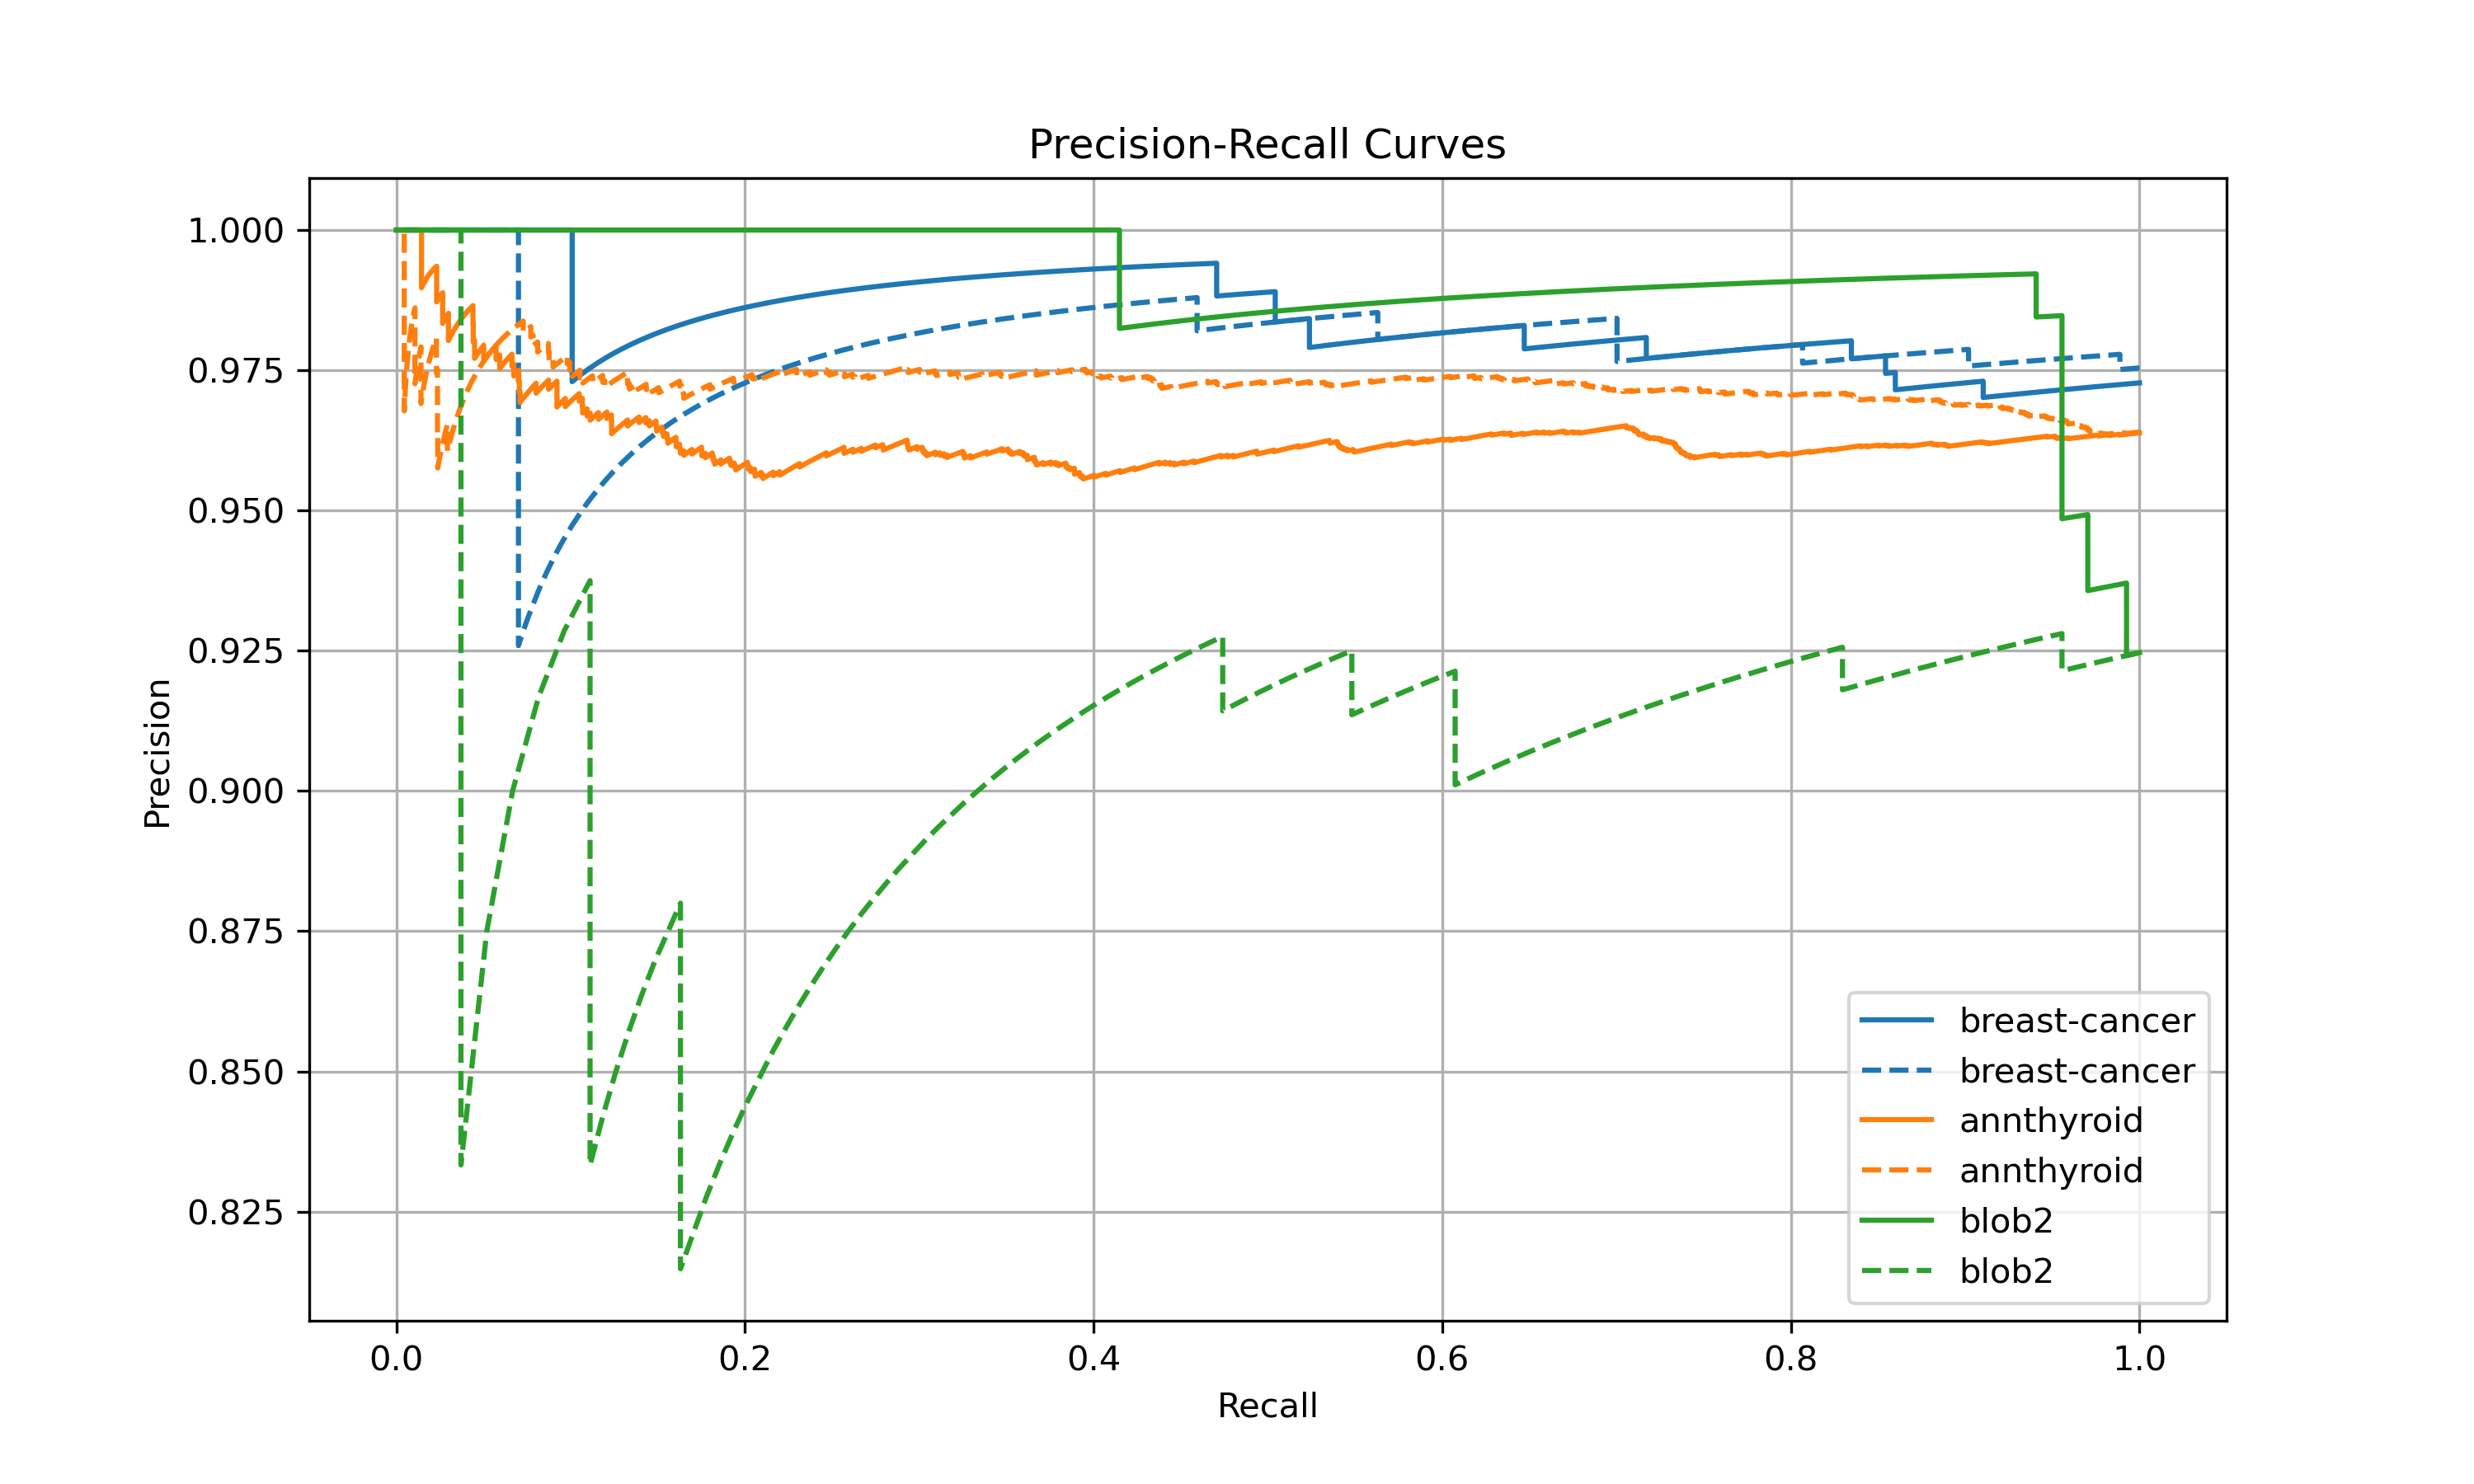 Precision-Recall Curves
1.000
0.975
0.950
0.925
0.900
0.875
0.850
0.825
Precision
0.0 0.2 0.4 0.6 0.8 1.0
Recall
breast-cancer
breast-cancer
annthyroid
annthyroid
blob2
blob2